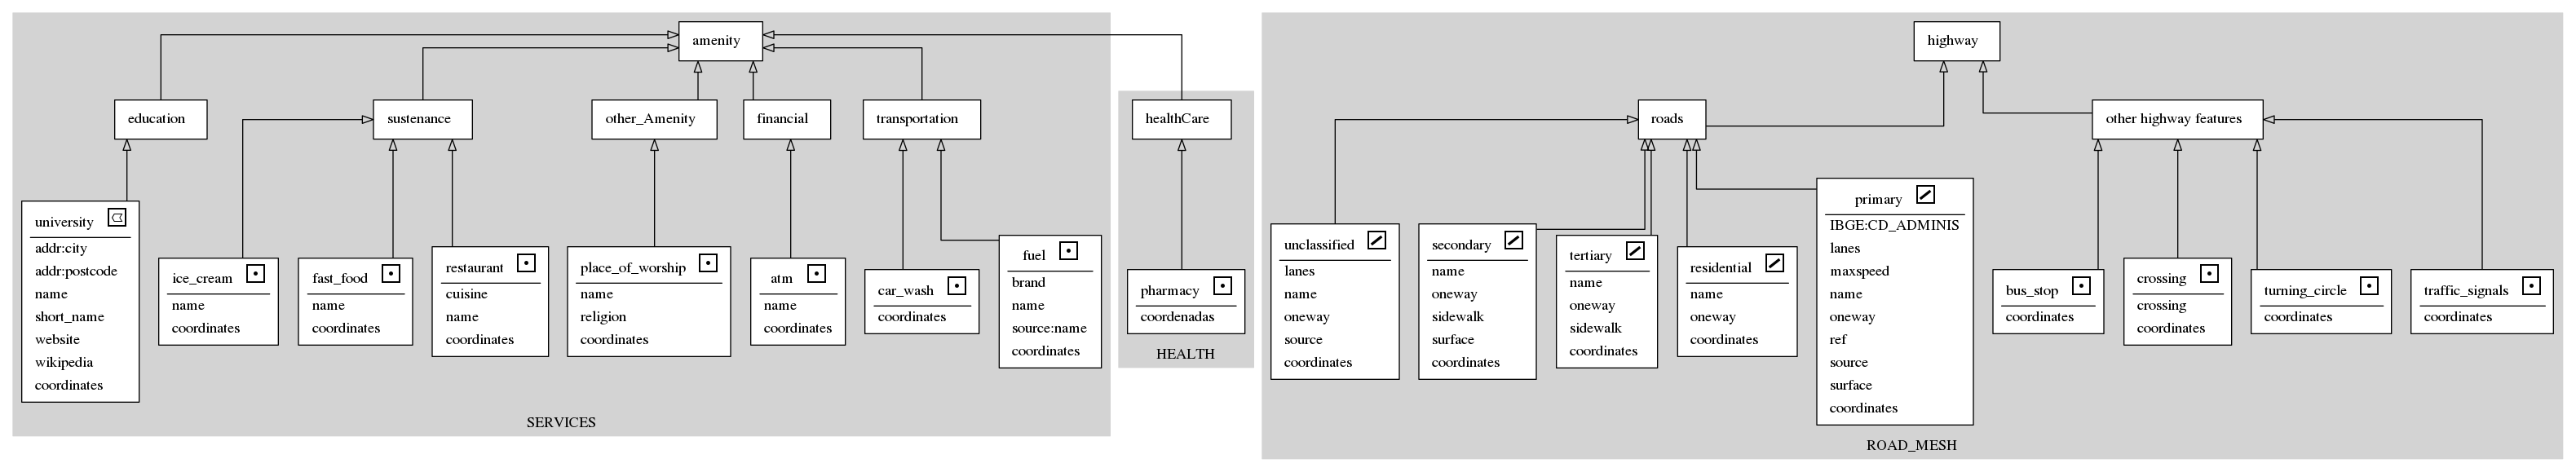 amenity
education
sustenance
other_Amenity
financial
transportation
healthCare
university
addr:city
addr:postcode
name
short_name
website
wikipedia
coordinates
ice_cream
name
coordinates
fast_food
name
coordinates
restaurant
cuisine
name
coordinates
place_of_worship
name
religion
coordinates
atm
name
coordinates
car_wash
coordinates
fuel
brand
name
source:name
coordinates
SERVICES
pharmacy
coordenadas
HEALTH
highway
roads
other highway features
unclassified
lanes
name
oneway
source
coordinates
secondary
name
oneway
sidewalk
surface
coordinates
tertiary
name
oneway
sidewalk
coordinates
residential
name
oneway
coordinates
primary
IBGE:CD_ADMINIS
lanes
maxspeed
name
oneway
ref
source
surface
coordinates
bus_stop
coordinates
crossing
crossing
coordinates
turning_circle
coordinates
traffic_signals
coordinates
ROAD_MESH